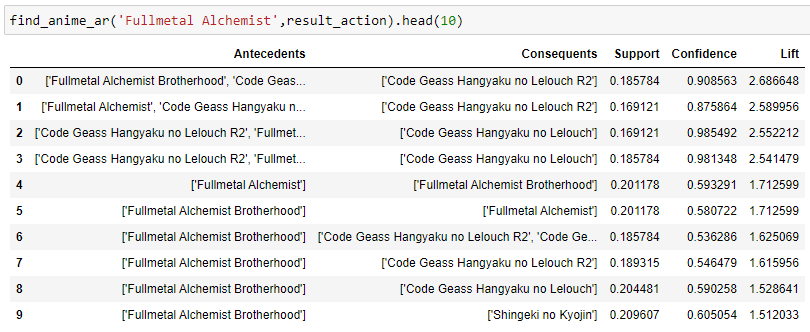 find_anime_ar('Fullmetal Alchemist',result_action).head(10)
Antecedents Consequents Support Confidence Lift
0 ['Fullmetal Alchemist Brotherhood', 'Code Geas... ['Code Geass Hangyaku no Lelouch R2'] 0.185784 0.908563 2.686648
1 ['Fullmetal Alchemist', 'Code Geass Hangyaku n... ['Code Geass Hangyaku no Lelouch R2'] 0.169121 0.875864 2.589956
2 ['Code Geass Hangyaku no Lelouch R2', 'Fullmet... ['Code Geass Hangyaku no Lelouch'] 0.169121 0.985492 2.552212
3 ['Code Geass Hangyaku no Lelouch R2', 'Fullmet... ['Code Geass Hangyaku no Lelouch'] 0.185784 0.981348 2.541479
4 ['Fullmetal Alchemist'] ['Fullmetal Alchemist Brotherhood'] 0.201178 0.593291 1.712599
5 ['Fullmetal Alchemist Brotherhood'] ['Fullmetal Alchemist'] 0.201178 0.580722 1.712599
6 ['Fullmetal Alchemist Brotherhood'] ['Code Geass Hangyaku no Lelouch R2', 'Code Ge... 0.185784 0.536286 1.625069
7 ['Fullmetal Alchemist Brotherhood'] ['Code Geass Hangyaku no Lelouch R2'] 0.189315 0.546479 1.615956
8 ['Fullmetal Alchemist Brotherhood'] ['Code Geass Hangyaku no Lelouch'] 0.204481 0.590258 1.528641
9 ['Fullmetal Alchemist Brotherhood'] ['Shingeki no Kyojin'] 0.209607 0.605054 1.512033